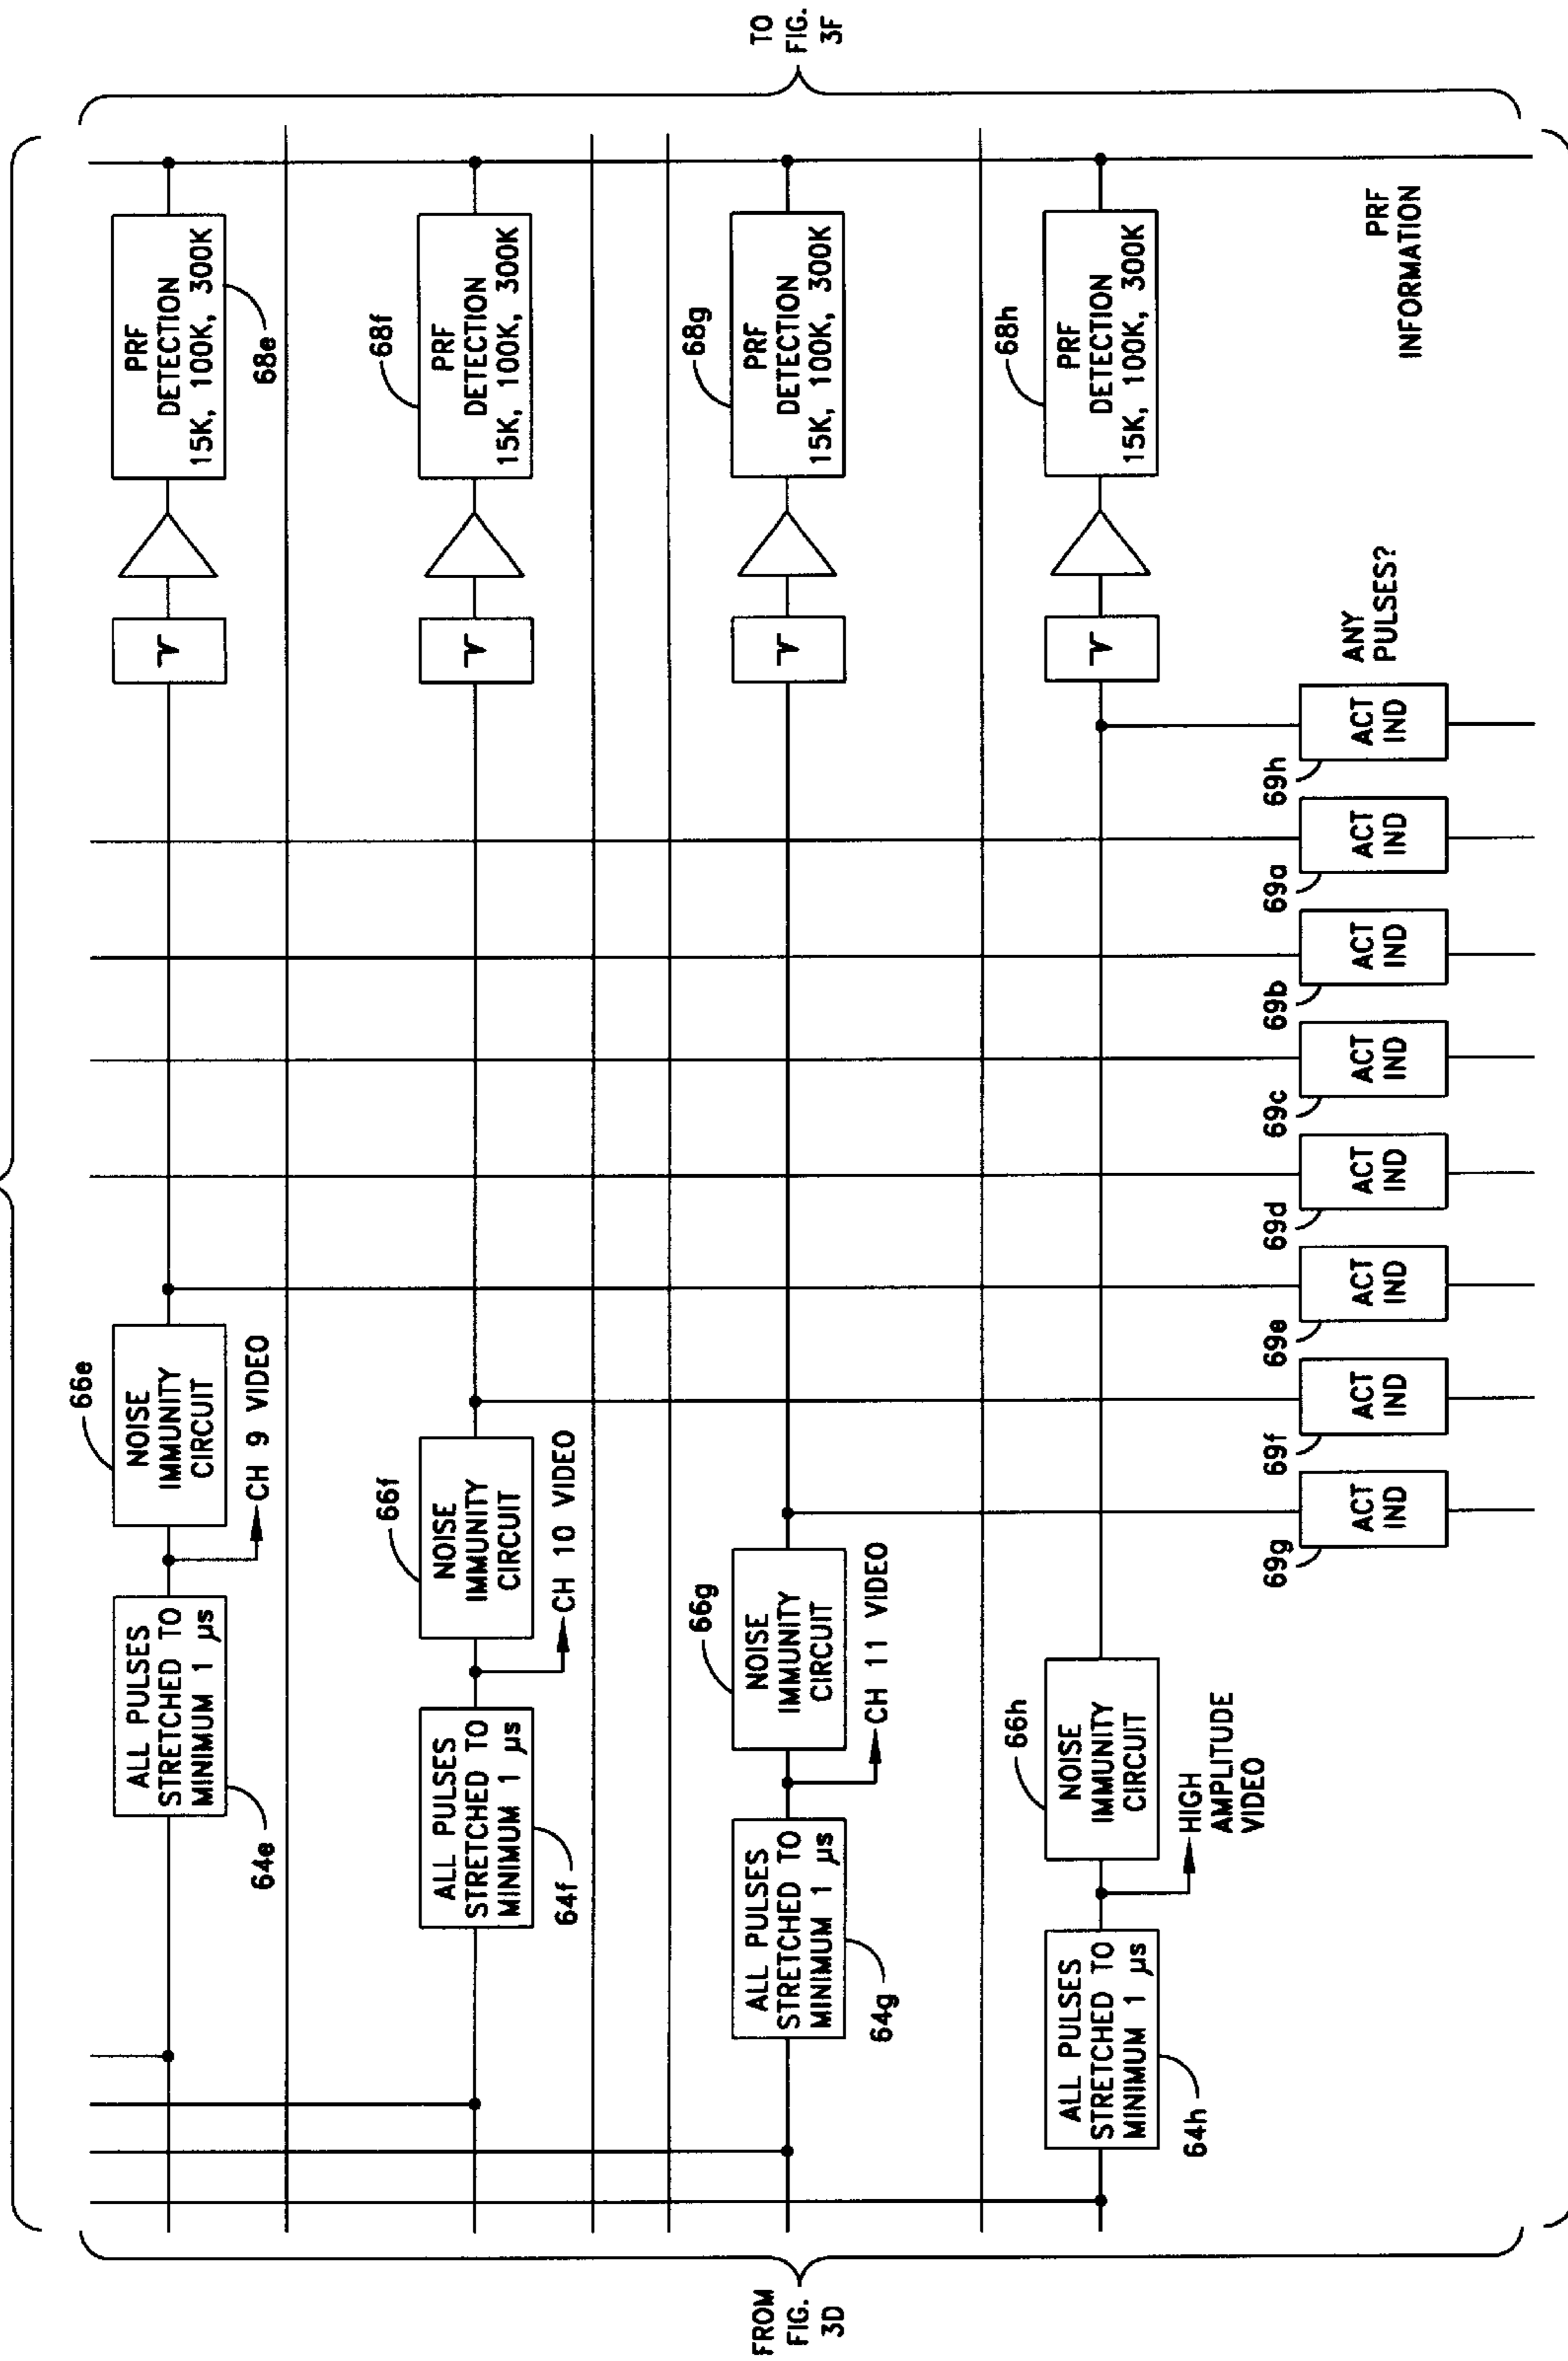 FROM
FIG.
3D
ALL PULSES
STRETCHED TO
MINIMUM 1 µs
64e
CH 9 VIDEO
NOISE
IMMUNITY
CIRCUIT
66e
PRF
DETECTION
15K, 100K, 300K
68e
ALL PULSES
STRETCHED TO
MINIMUM 1 µs
64f
CH 10 VIDEO
NOISE
IMMUNITY
CIRCUIT
66f
PRF
DETECTION
15K, 100K, 300K
68f
ALL PULSES
STRETCHED TO
MINIMUM 1 µs
64g
CH 11 VIDEO
NOISE
IMMUNITY
CIRCUIT
66g
PRF
DETECTION
15K, 100K, 300K
68g
ALL PULSES
STRETCHED TO
MINIMUM 1 µs
64h
HIGH
AMPLITUDE
VIDEO
NOISE
IMMUNITY
CIRCUIT
66h
PRF
DETECTION
15K, 100K, 300K
68h
69g
ACT
IND
69f
ACT
IND
69e
ACT
IND
69d
ACT
IND
69c
ACT
IND
69b
ACT
IND
69a
ACT
IND
69h
ACT
IND
ANY
PULSES?
PRF
INFORMATION
TO
FIG.
3F